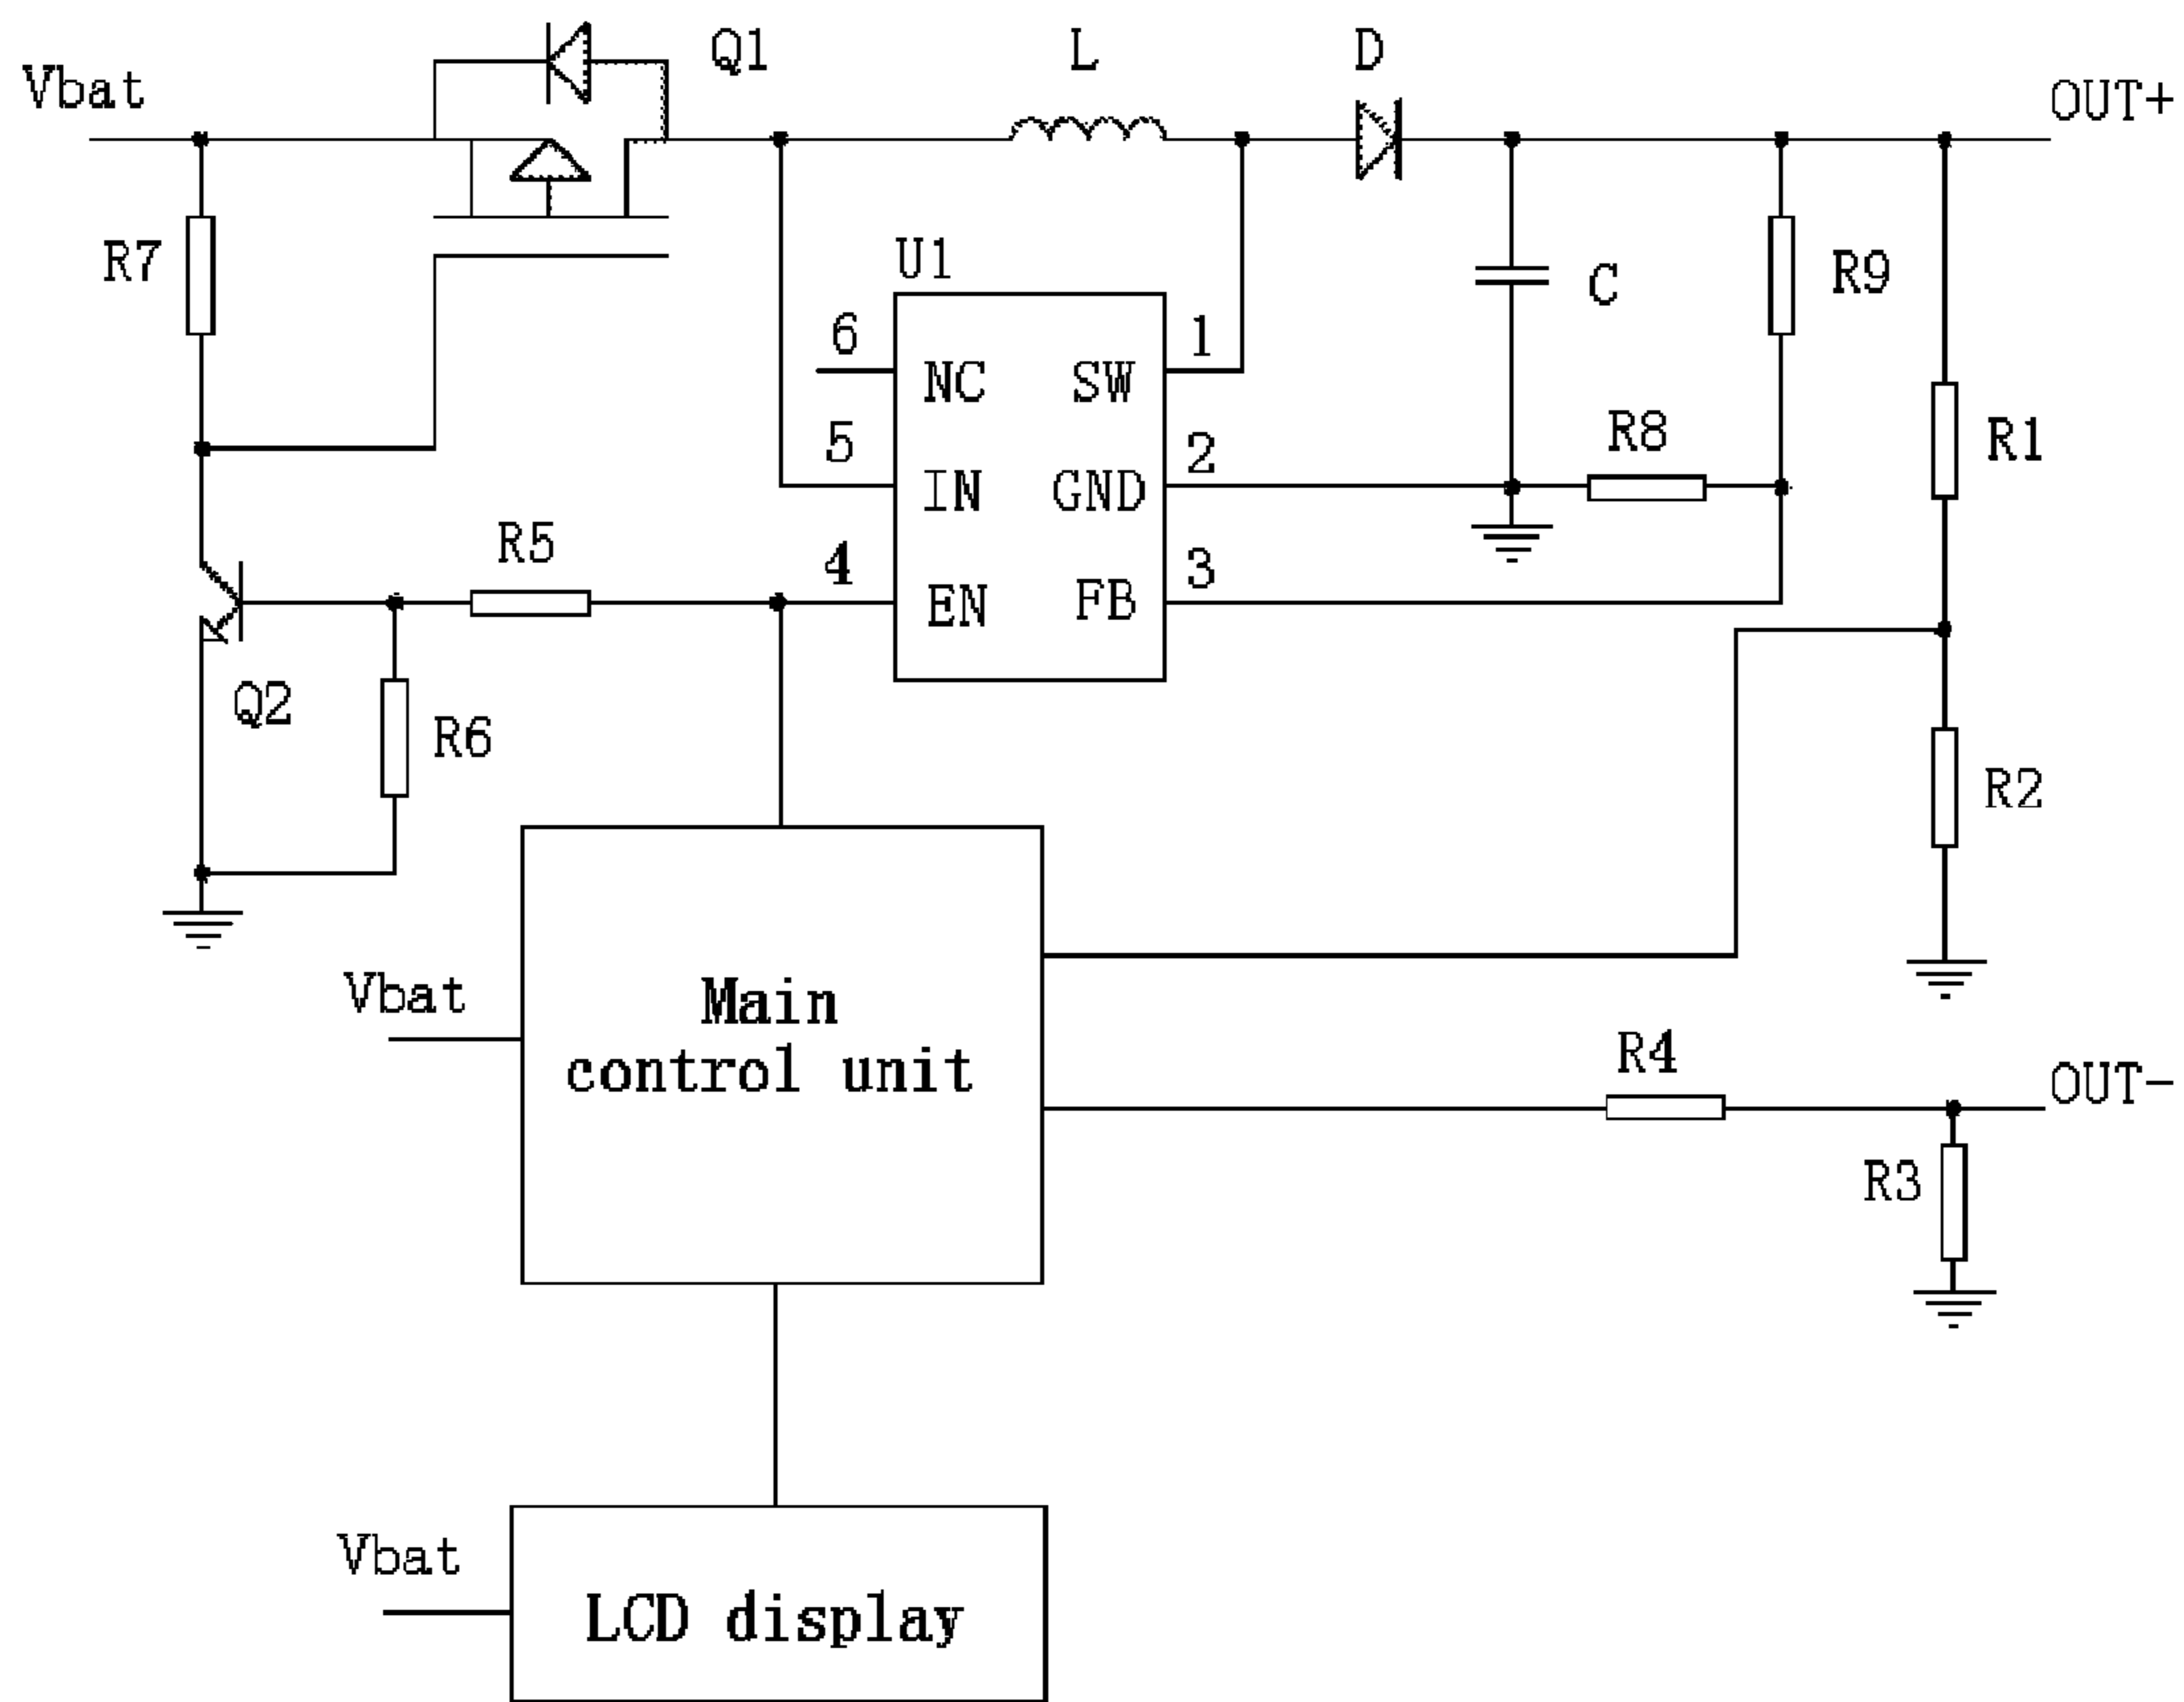 Q1
L
D
Vbat
OUT+
R7
U1
C
R9
6
1
NC
SW
5
2
R8
R1
IN
GND
R5
4
3
EN
FB
Q2
R6
R2
Vbat
Main
control unit
R4
OUT-
R3
Vbat
LCD display